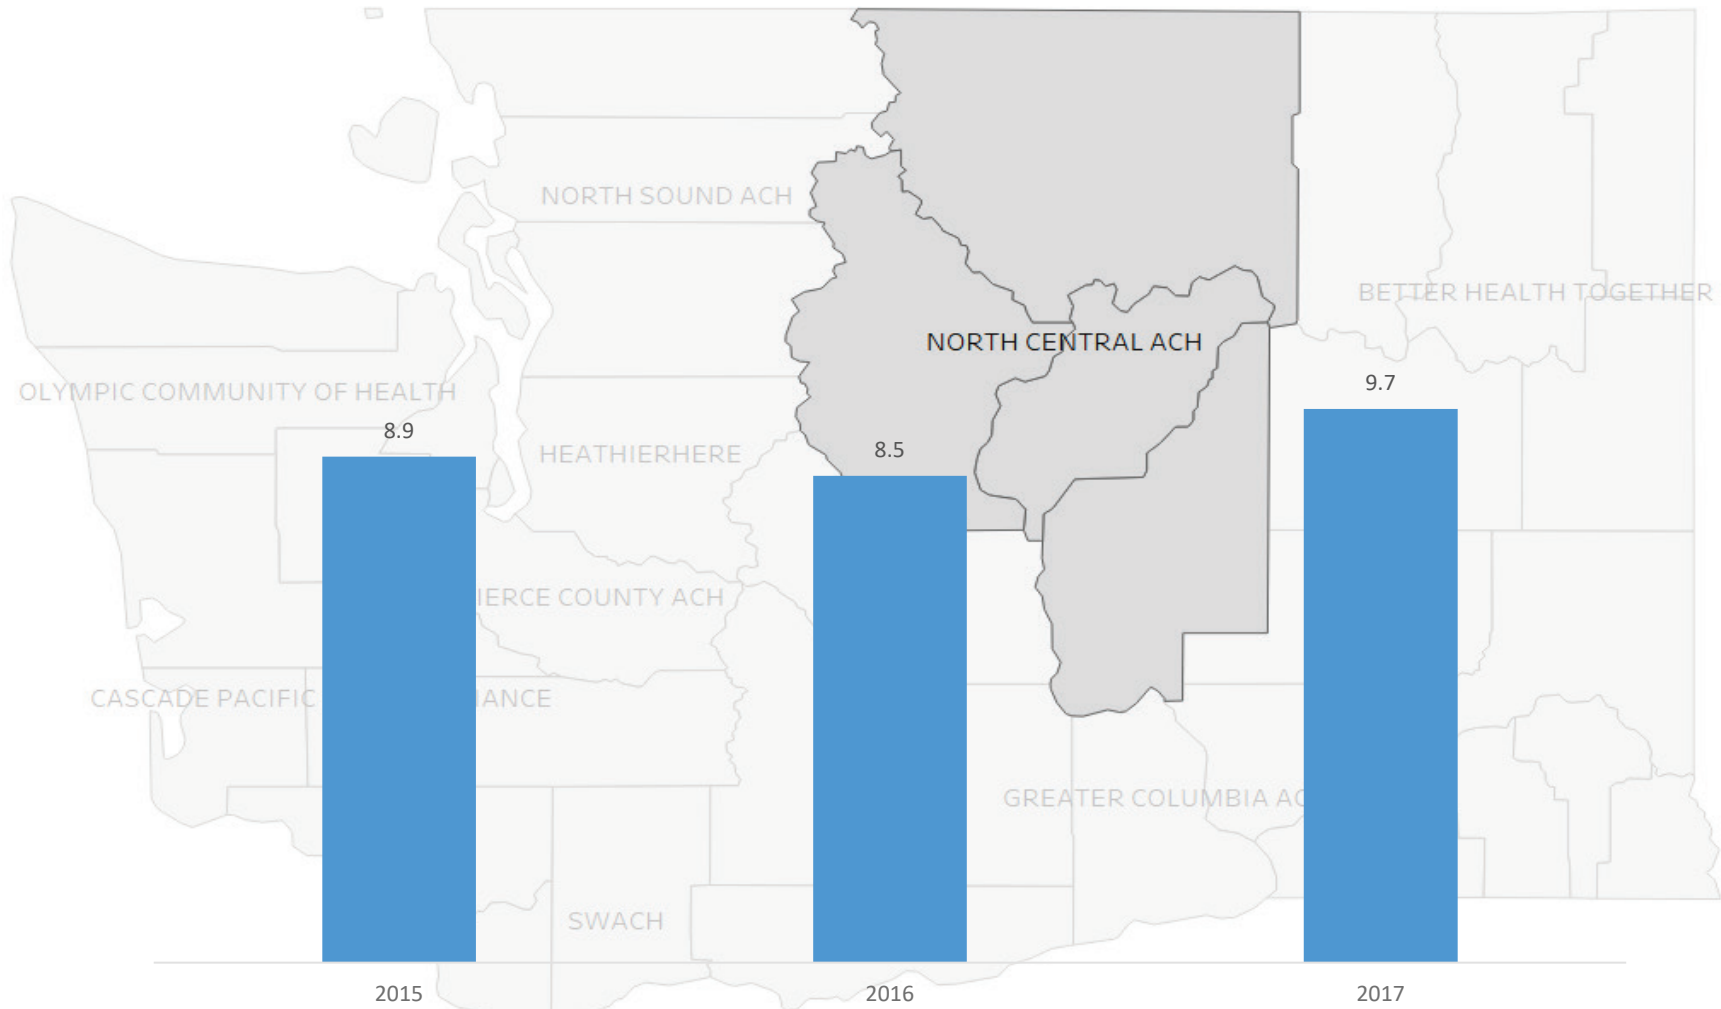 NORTH SOUND ACH
BETTER HEALTH TOGETHER
NORTH CENTRAL ACH
OLYMPIC COMMUNITY OF HEALTH
9.7
8.9
8.5
HEATHIERHERE
IERCE COUNTY ACH
CASCADE PACIFIC IANCE
GREATER COLUMBIA AC
SWACH
2015 2016 2017